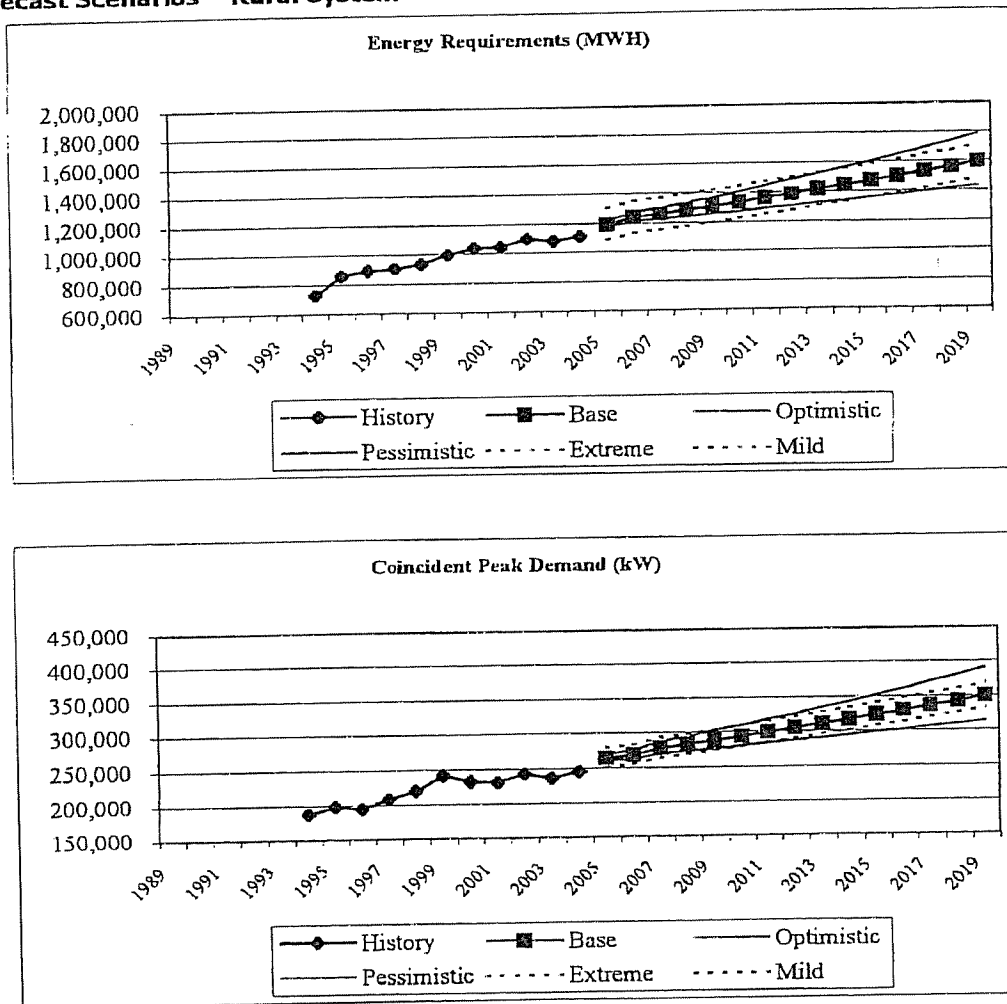 Rural System
Energy Requirements (MWH)
2,000,000
1,800,000
1,600,000
1,400,000
1,200,000
1,000,000
800,000
600,000
1989 1991 1993 1995 1997 1999 2001 2003 2005 2007 2009 2011 2013 2015 2017 2019
History Base Optimistic
Pessimistic Extreme Mild
Coincident Peak Demand (kW)
450,000
400,000
350,000
300,000
250,000
200,000
150,000
1989 1991 1993 1995 1997 1999 2001 2003 2005 2007 2009 2011 2013 2015 2017 2019
History Base Optimistic
Pessimistic Extreme Mild